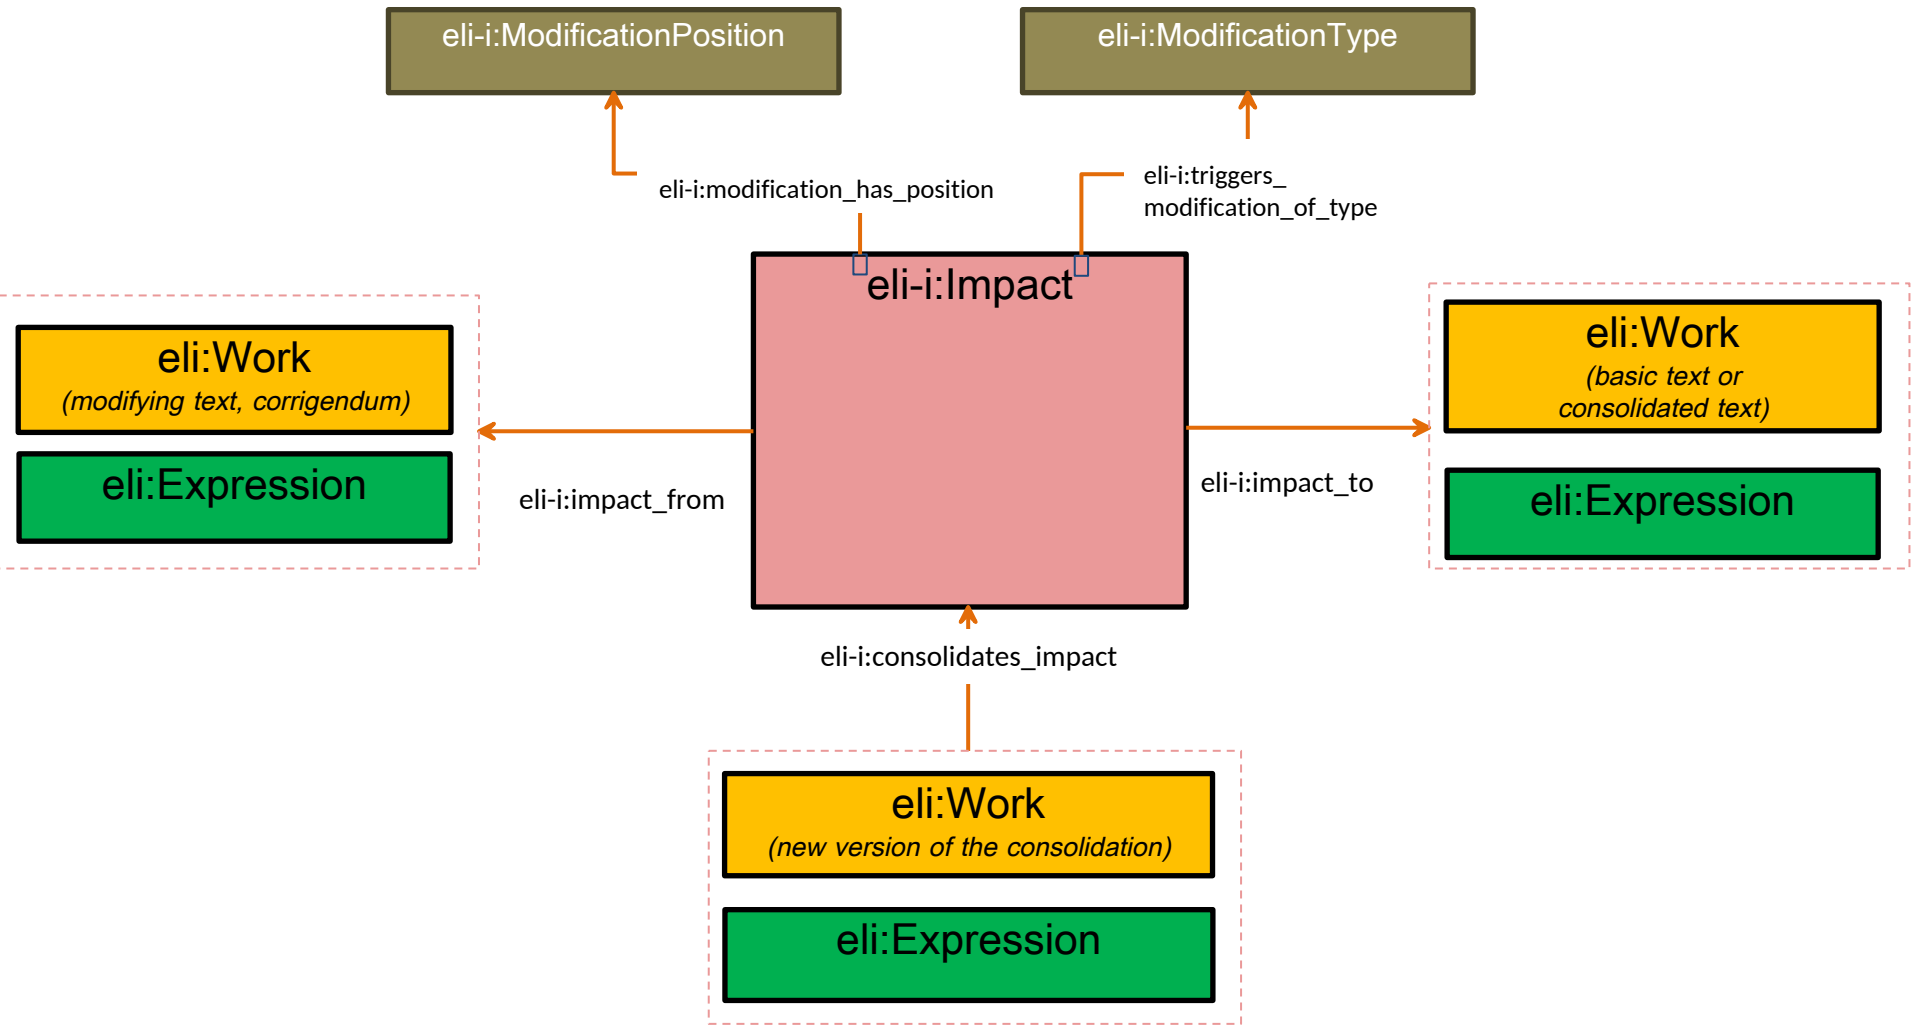 eli-i:ModificationPosition
eli-i:ModificationType
eli-i:modification_has_position
eli-i:triggers_
modification_of_type
eli-i:Impact
eli:Work
(modifying text, corrigendum)
eli:Expression
eli-i:impact_from
eli-i:impact_to
eli:Work
(basic text or
consolidated text)
eli:Expression
eli-i:consolidates_impact
eli:Work
(new version of the consolidation)
eli:Expression